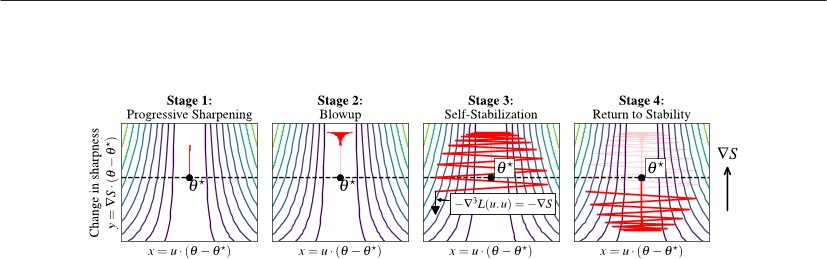 Stage 1:
Progressive Sharpening
Stage 2:
Blowup
Stage 3:
Self-Stabilization
Stage 4:
Return to Stability
Change in sharpness
y = ∇S · (θ − θ⋆)
θ⋆
θ⋆
θ⋆
θ⋆
−∇³L(u, u) = −∇S
∇S
x = u · (θ − θ⋆)
x = u · (θ − θ⋆)
x = u · (θ − θ⋆)
x = u · (θ − θ⋆)